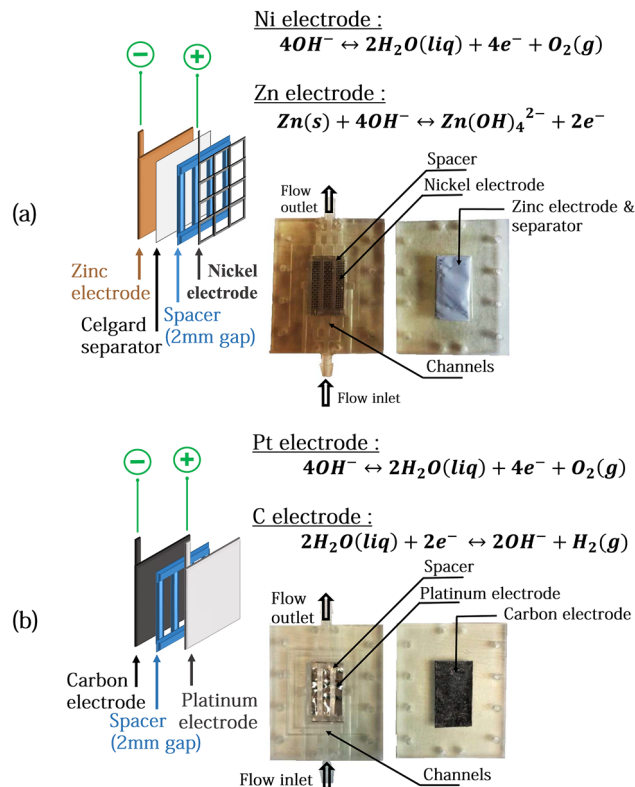 Ni electrode :
4OH⁻ ↔ 2H₂O(liq) + 4e⁻ + O₂(g)
Zn electrode :
Zn(s) + 4OH⁻ ↔ Zn(OH)₄²⁻ + 2e⁻
− +
(a)
Zinc
electrode
Celgard
separator
Spacer
(2mm gap)
Nickel
electrode
Spacer
Flow
outlet
Nickel electrode
Zinc electrode &
separator
Channels
Flow inlet
Pt electrode :
4OH⁻ ↔ 2H₂O(liq) + 4e⁻ + O₂(g)
C electrode :
2H₂O(liq) + 2e⁻ ↔ 2OH⁻ + H₂(g)
− +
(b)
Carbon
electrode
Spacer
(2mm gap)
Platinum
electrode
Spacer
Flow
outlet
Platinum electrode
Carbon electrode
Channels
Flow inlet